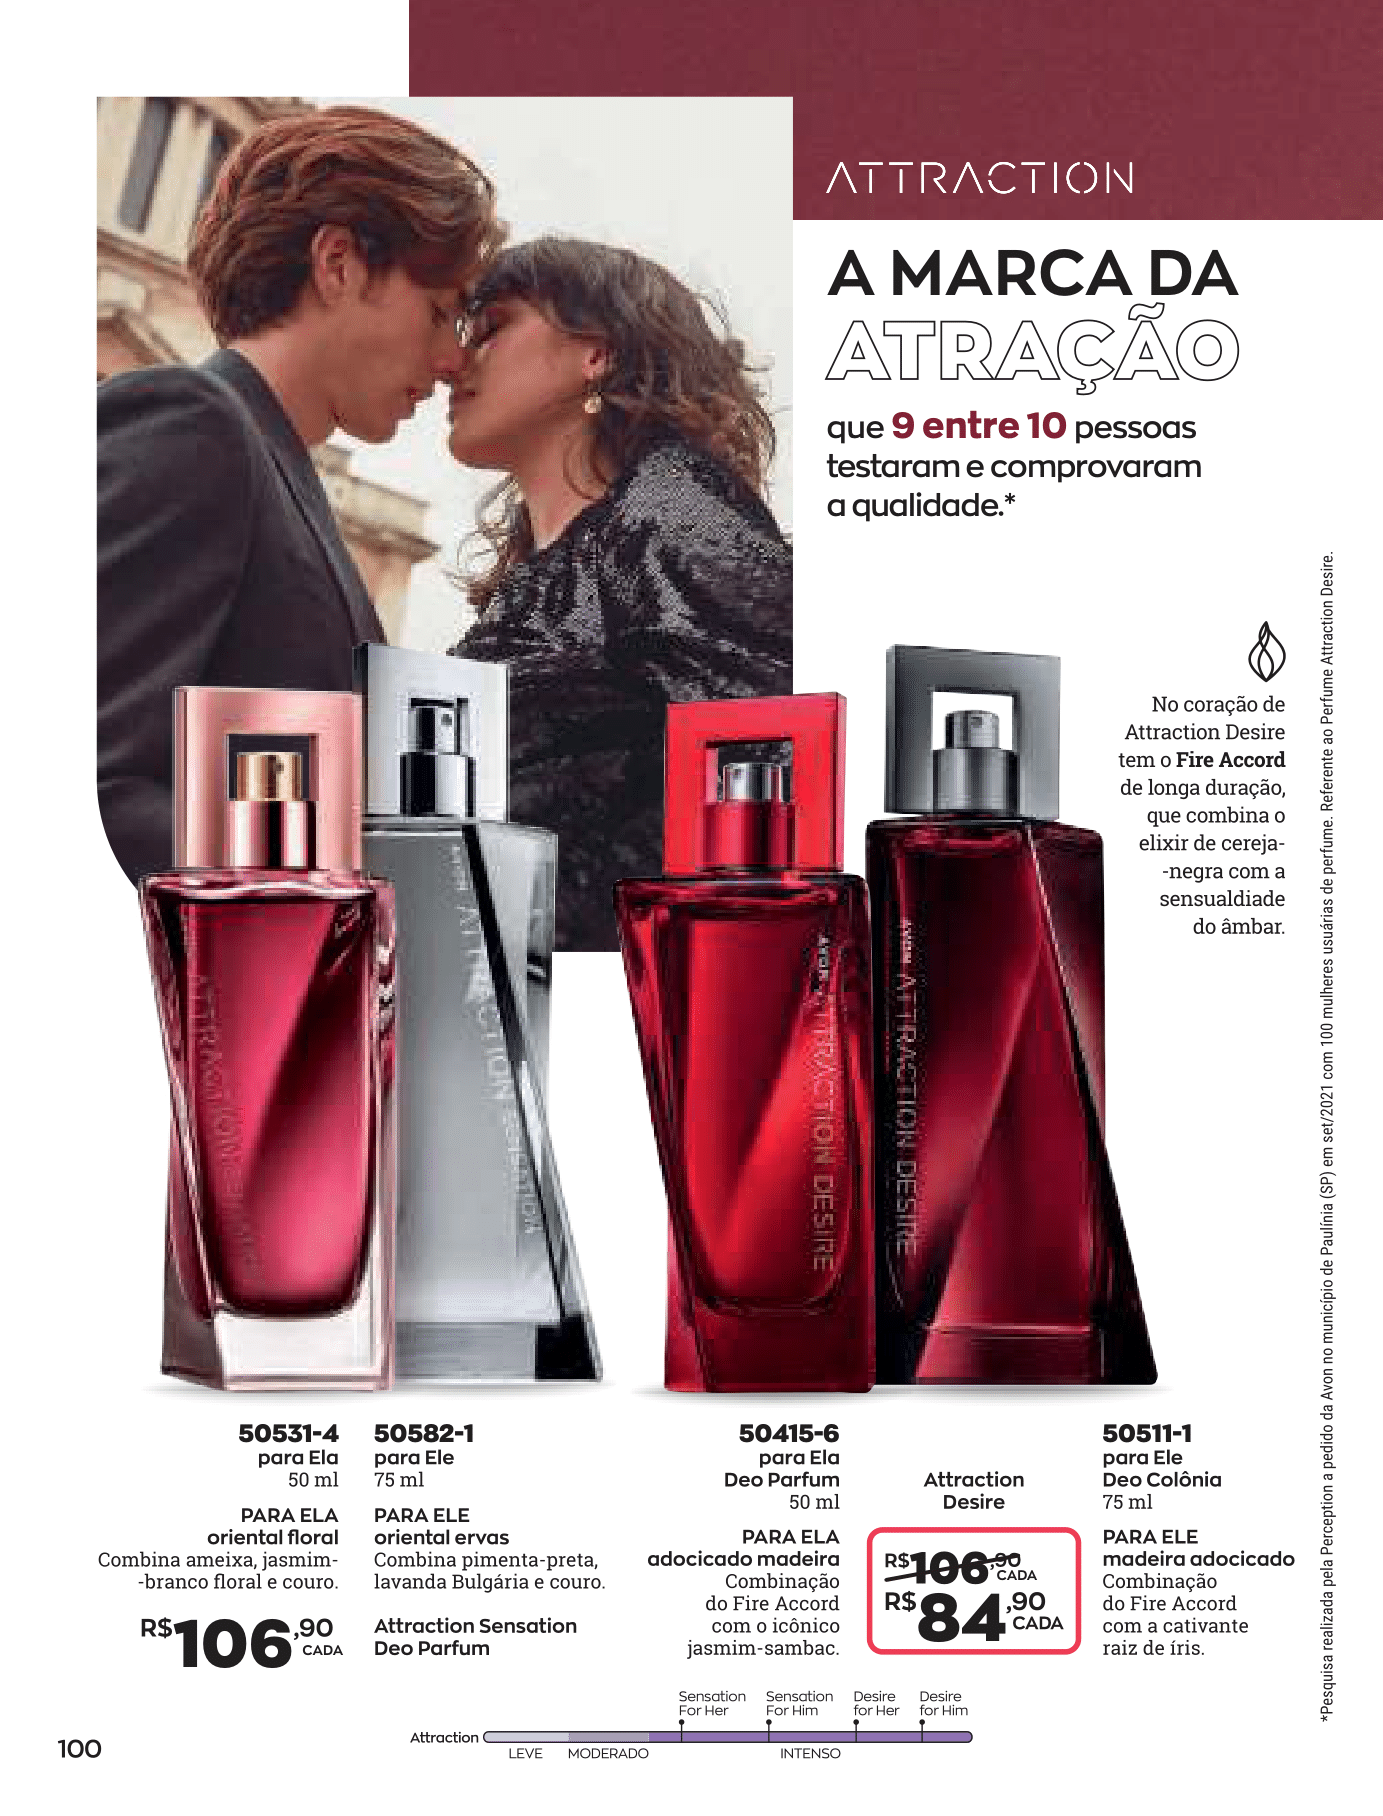 ATTRACTION
A MARCA DA
ATRAÇÃO
que 9 entre 10 pessoas
testaram e comprovaram
a qualidade.*
No coração de
Attraction Desire
tem o Fire Accord
de longa duração,
que combina o
elixir de cereja-
-negra com a
sensualdiade
do âmbar.
*Pesquisa realizada pela Perception a pedido da Avon no município de Paulínia (SP) em set/2021 com 100 mulheres usuárias de perfume. Referente ao Perfume Attraction Desire.
AVON ATTRACTION DESIRE
ATTRACTION DESIRE
50531-4
para Ela
50 ml
PARA ELA
oriental floral
Combina ameixa, jasmim-
-branco floral e couro.
R$106,90
CADA
50582-1
para Ele
75 ml
PARA ELE
oriental ervas
Combina pimenta-preta,
lavanda Bulgária e couro.
Attraction Sensation
Deo Parfum
50415-6
para Ela
Deo Parfum
50 ml
PARA ELA
adocicado madeira
Combinação
do Fire Accord
com o icônico
jasmim-sambac.
Attraction
Desire
R$106,90
CADA
R$84,90
CADA
50511-1
para Ele
Deo Colônia
75 ml
PARA ELE
madeira adocicado
Combinação
do Fire Accord
com a cativante
raiz de íris.
Sensation
For Her
Sensation
For Him
Desire
for Her
Desire
for Him
Attraction
LEVE MODERADO INTENSO
100